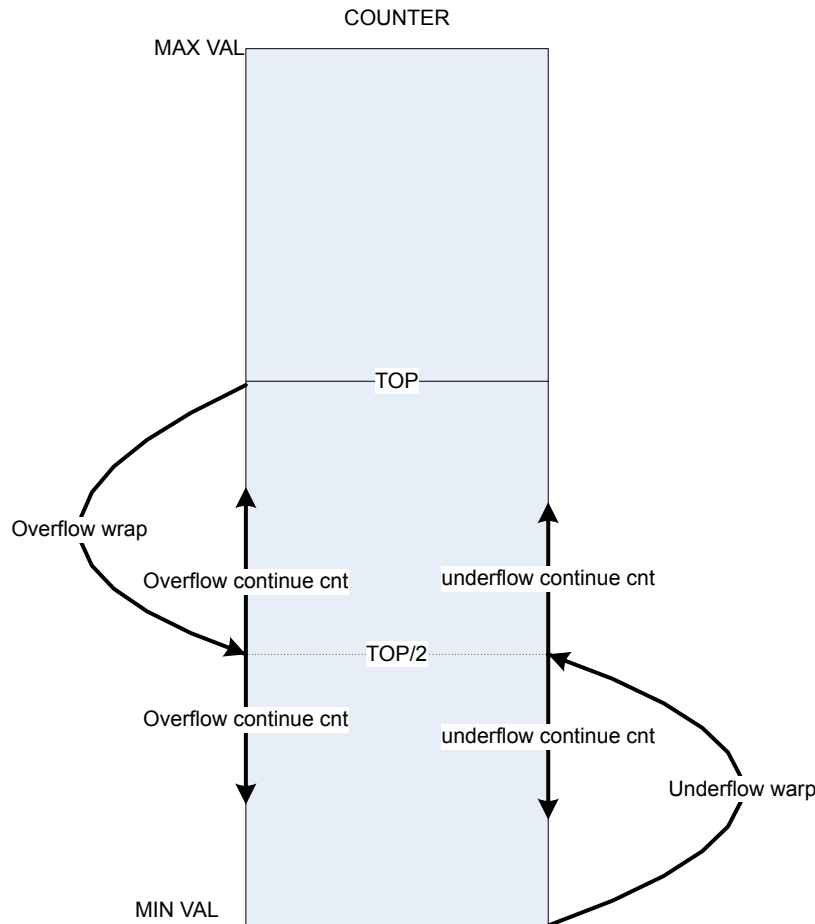 COUNTER
MAX VAL
TOP
Overflow wrap
Overflow continue cnt
underflow continue cnt
TOP/2
Overflow continue cnt
underflow continue cnt
Underflow warp
MIN VAL